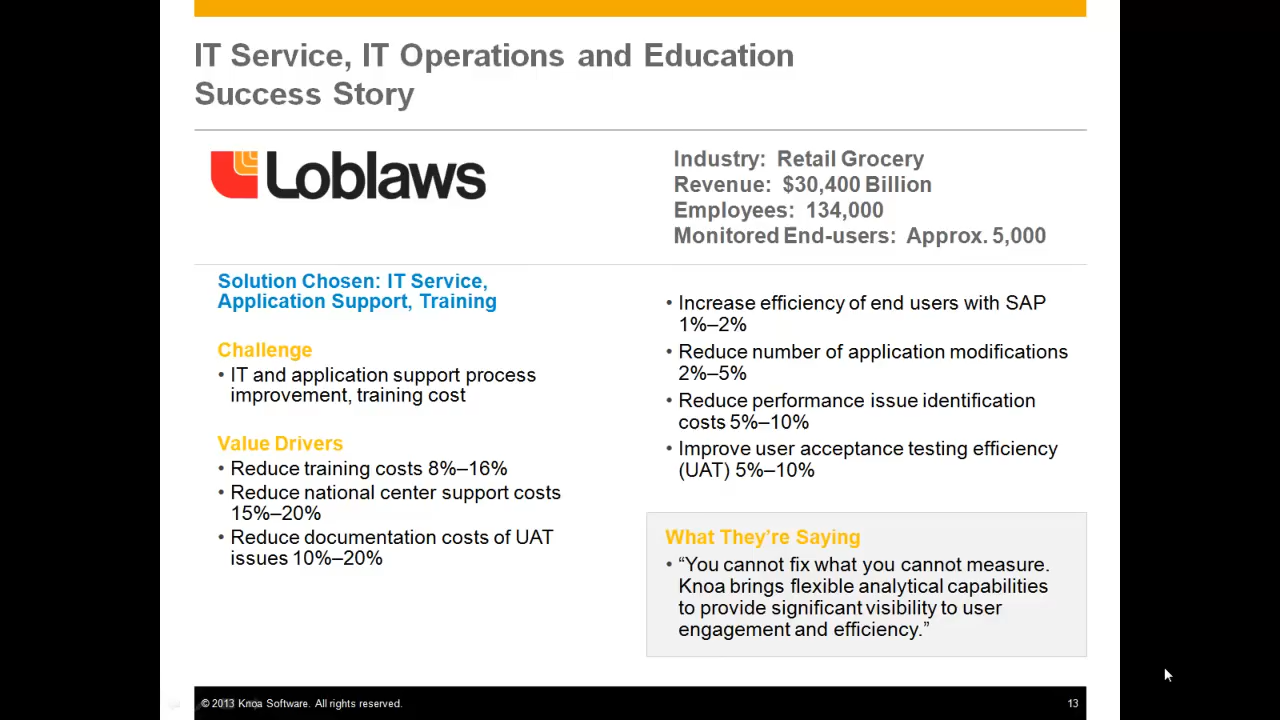 IT Service, IT Operations and Education
Success Story
Loblaws
Industry: Retail Grocery
Revenue: $30,400 Billion
Employees: 134,000
Monitored End-users: Approx. 5,000
Solution Chosen: IT Service,
Application Support, Training
Challenge
• IT and application support process
improvement, training cost
Value Drivers
• Reduce training costs 8%–16%
• Reduce national center support costs
15%–20%
• Reduce documentation costs of UAT
issues 10%–20%
• Increase efficiency of end users with SAP
1%–2%
• Reduce number of application modifications
2%–5%
• Reduce performance issue identification
costs 5%–10%
• Improve user acceptance testing efficiency
(UAT) 5%–10%
What They’re Saying
• “You cannot fix what you cannot measure.
Knoa brings flexible analytical capabilities
to provide significant visibility to user
engagement and efficiency.”
© 2013 Knoa Software. All rights reserved.
13